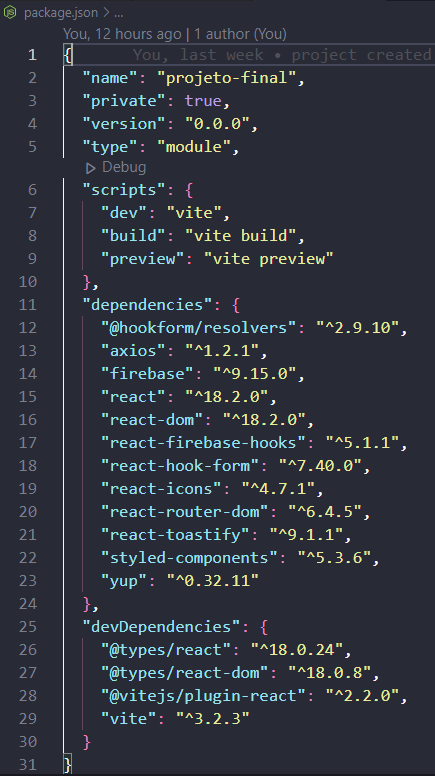 package.json > ...
You, 12 hours ago | 1 author (You)
1 { You, last week • project created
2 "name": "projeto-final",
3 "private": true,
4 "version": "0.0.0",
5 "type": "module",
Debug
6 "scripts": {
7 "dev": "vite",
8 "build": "vite build",
9 "preview": "vite preview"
10 },
11 "dependencies": {
12 "@hookform/resolvers": "^2.9.10",
13 "axios": "^1.2.1",
14 "firebase": "^9.15.0",
15 "react": "^18.2.0",
16 "react-dom": "^18.2.0",
17 "react-firebase-hooks": "^5.1.1",
18 "react-hook-form": "^7.40.0",
19 "react-icons": "^4.7.1",
20 "react-router-dom": "^6.4.5",
21 "react-toastify": "^9.1.1",
22 "styled-components": "^5.3.6",
23 "yup": "^0.32.11"
24 },
25 "devDependencies": {
26 "@types/react": "^18.0.24",
27 "@types/react-dom": "^18.0.8",
28 "@vitejs/plugin-react": "^2.2.0",
29 "vite": "^3.2.3"
30 }
31 }